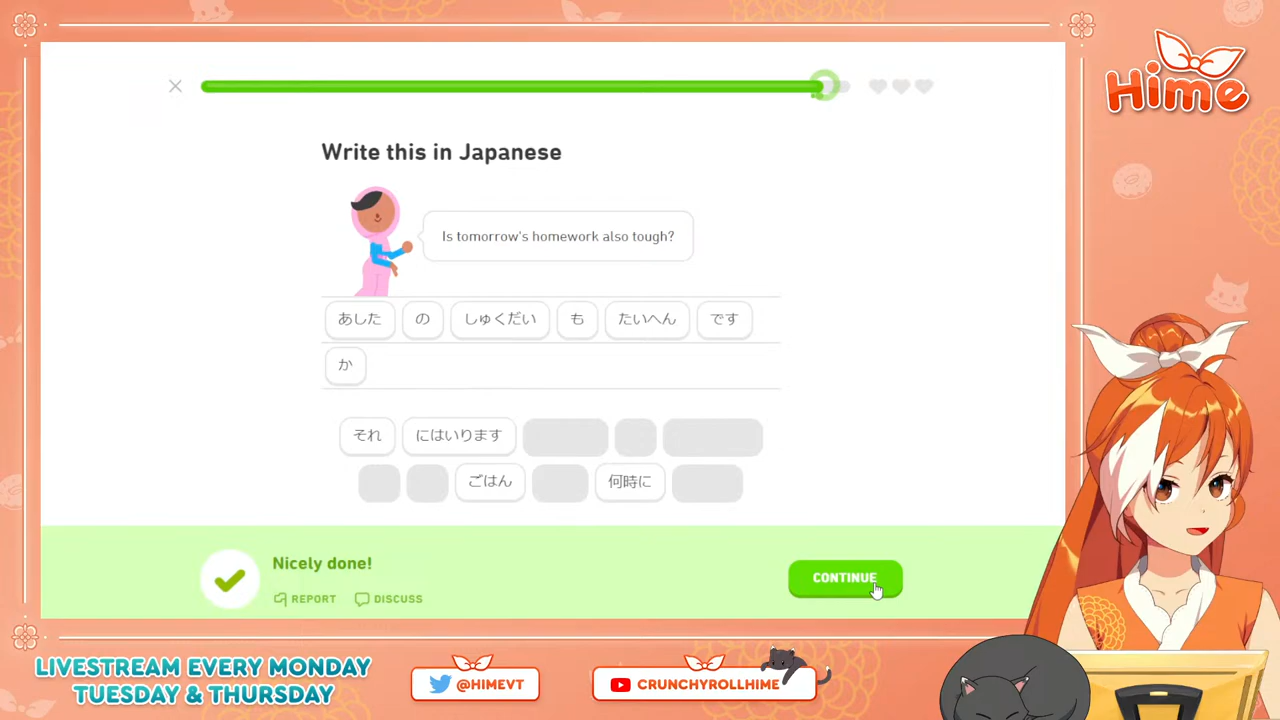 Hime
Write this in Japanese
Is tomorrow's homework also tough?
あした の しゅくだい も たいへん です
か
それ にはいります
ごはん 何時に
Nicely done!
REPORT DISCUSS
CONTINUE
LIVESTREAM EVERY MONDAY
TUESDAY & THURSDAY
@HIMEVT
CRUNCHYROLLHIME